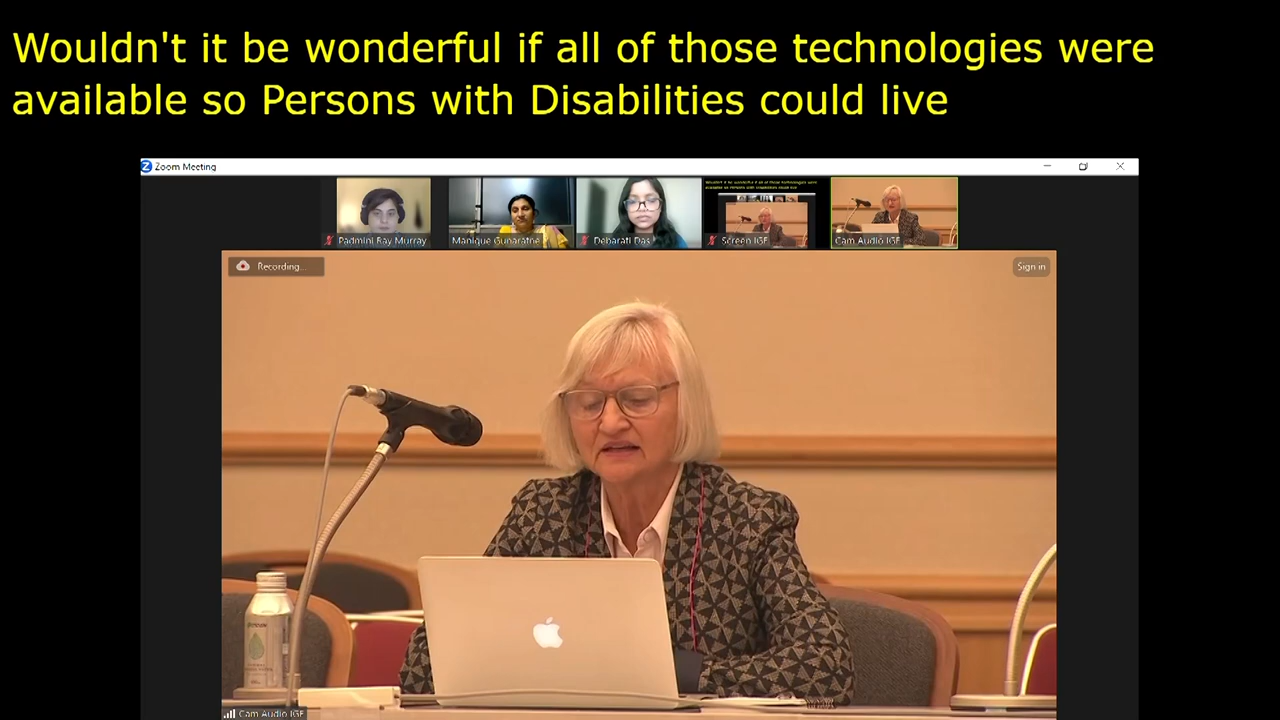 Wouldn't it be wonderful if all of those technologies were
available so Persons with Disabilities could live
Zoom Meeting
Padmini Ray Murray
Manique Gunaratne
Debarati Das
Screen IGF
Cam Audio IGF
Recording...
Sign in
Cam Audio IGF